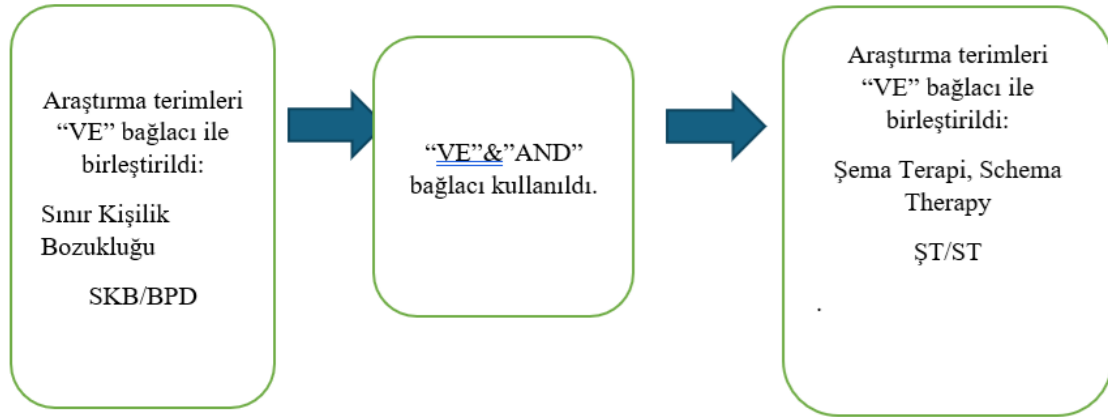 Araştırma terimleri
“VE” bağlacı ile
birleştirildi:
Sınır Kişilik
Bozukluğu
SKB/BPD
“VE”&”AND”
bağlacı kullanıldı.
Araştırma terimleri
“VE” bağlacı ile
birleştirildi:
Şema Terapi, Schema
Therapy
ŞT/ST
.